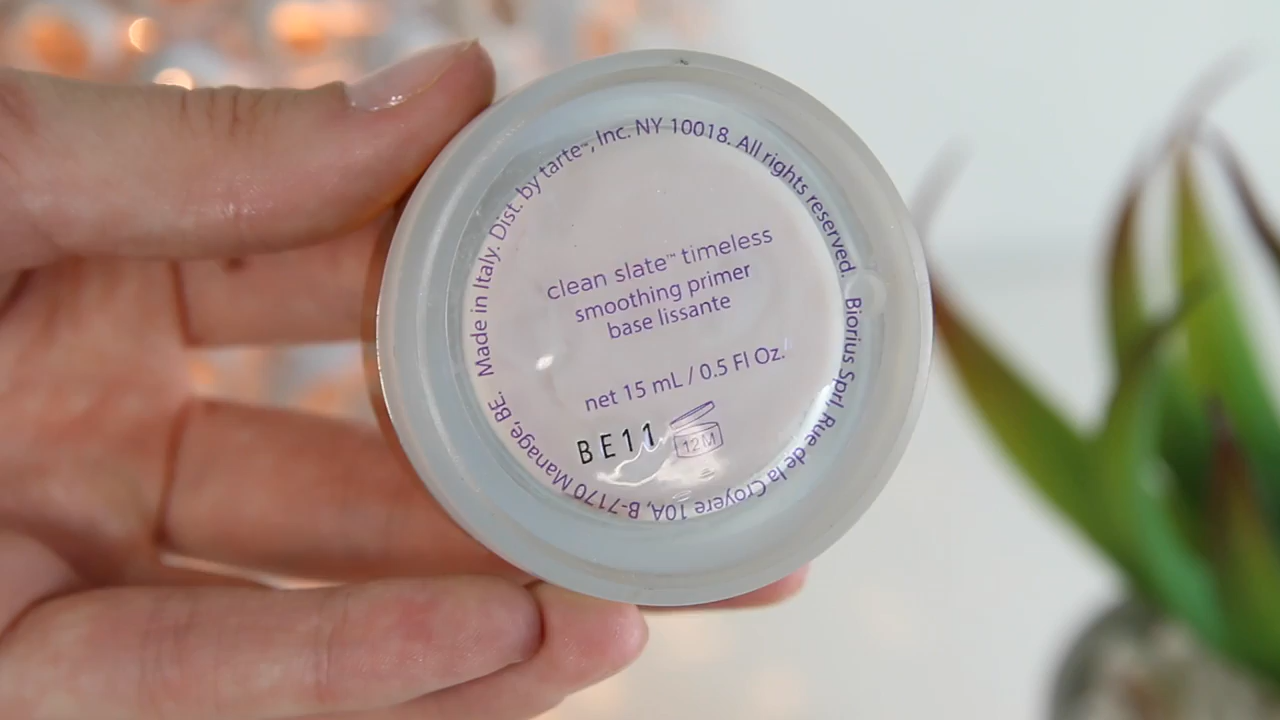 clean slate™ timeless
smoothing primer
base lissante
net 15 mL / 0.5 Fl Oz.
BE11
12M
Made in Italy. Dist. by tarte™, Inc. NY 10018. All rights reserved.
Biorius Sprl, Rue de la Croyere 10A, B-7170 Manage, BE.